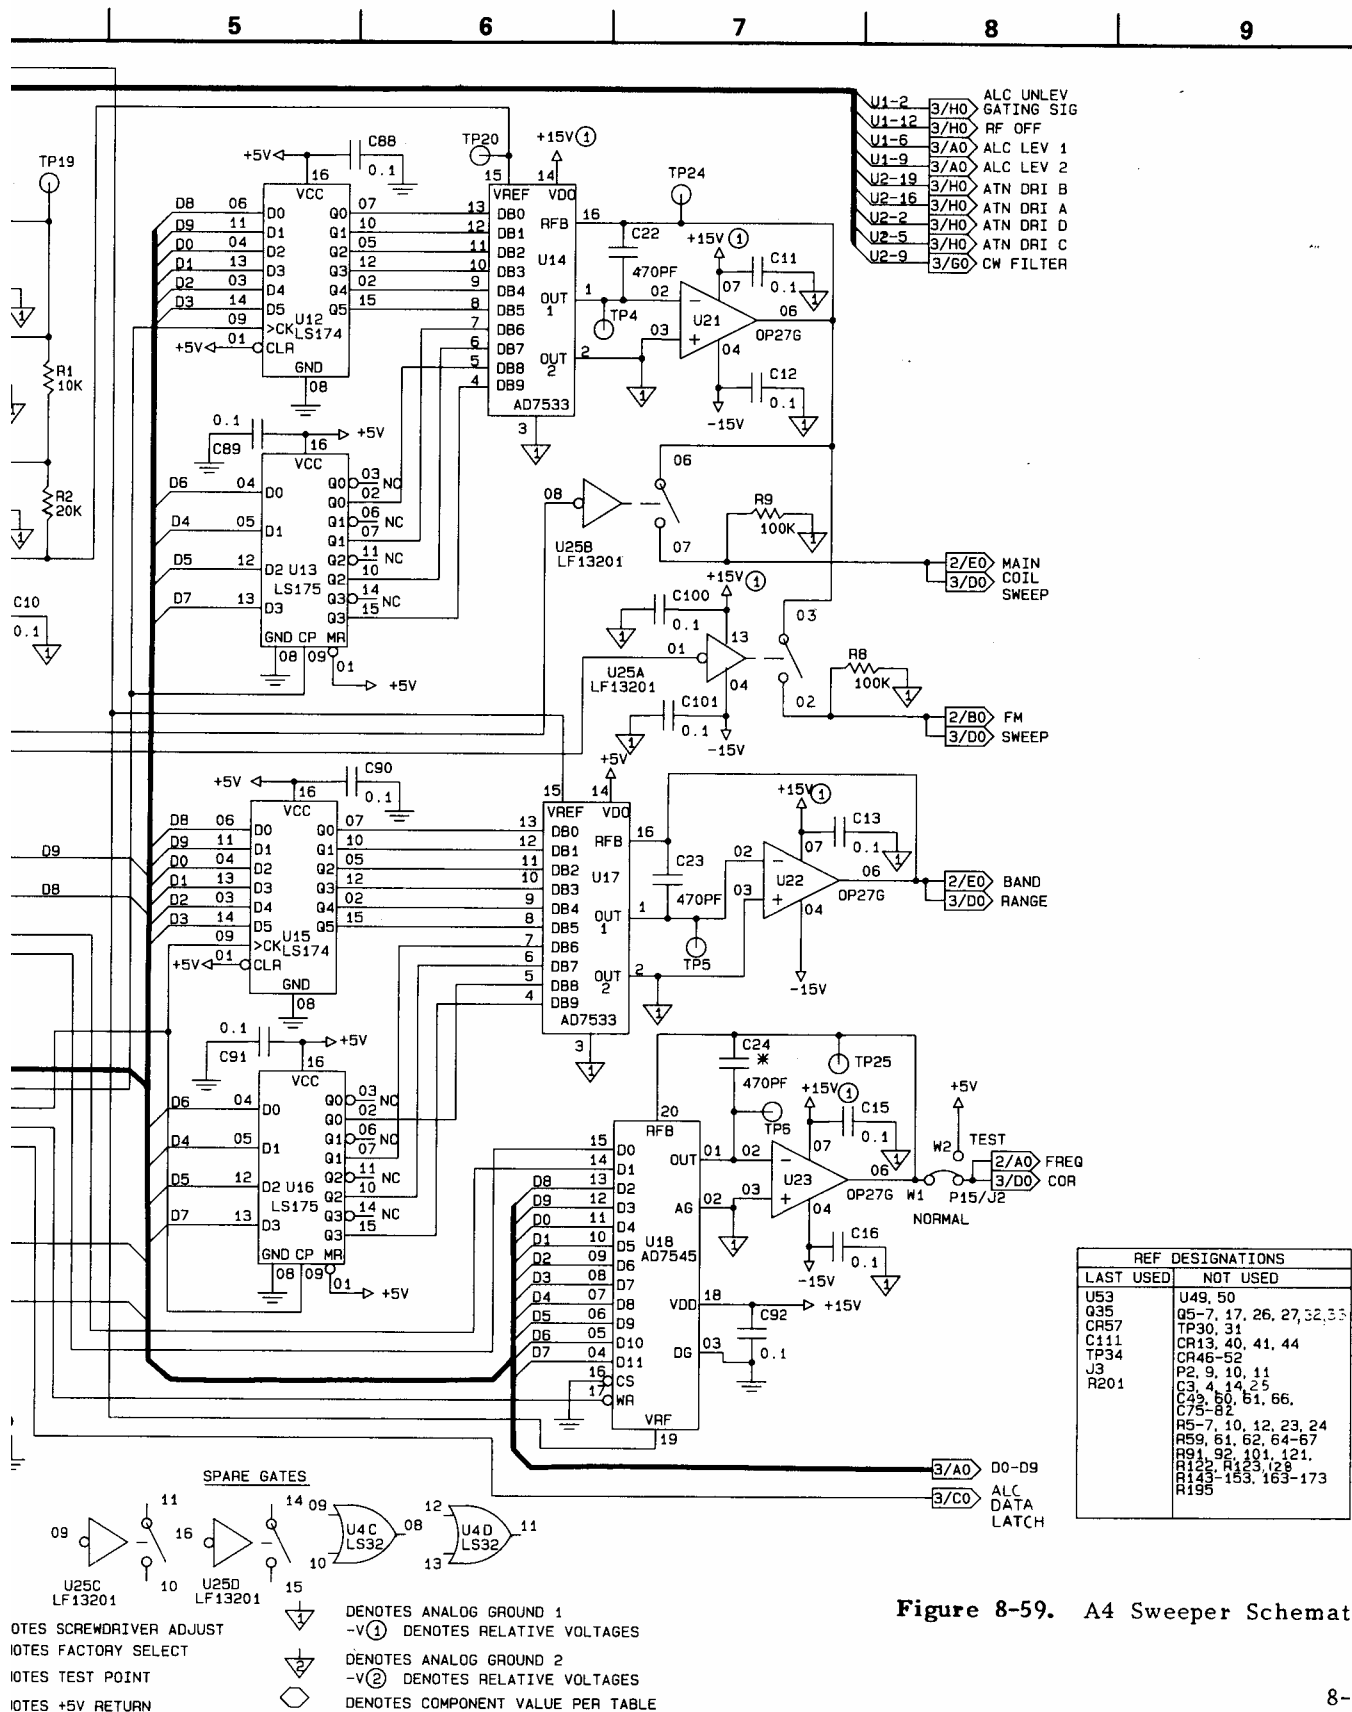 5 6 7 8 9
U1-2 3/H0 ALC UNLEV GATING SIG
U1-12 3/H0 RF OFF
U1-6 3/A0 ALC LEV 1
U1-9 3/A0 ALC LEV 2
U2-19 3/H0 ATN DRI B
U2-16 3/H0 ATN DRI A
U2-2 3/H0 ATN DRI D
U2-5 3/H0 ATN DRI C
U2-9 3/G0 CW FILTER
TP19
R1
10K
R2
20K
C10
0.1
1
1
1
1
+5V
C88
0.1
16
VCC
D8 06 D0 Q0 07
D9 11 D1 Q1 10
D0 04 D2 Q2 05
D1 13 D3 Q3 12
D2 03 D4 Q4 02
D3 14 D5 Q5 15
09 >CK U12
+5V 01 CLR LS174
GND
08
TP20
+15V 1
15 14
VREF VDD
13 DB0 RFB 16
12 DB1
11 DB2 U14
10 DB3
9 DB4 OUT 1 1
8 DB5
7 DB6
6 DB7 OUT 2 2
5 DB8
4 DB9
AD7533
3
1
TP24
C22
470PF
TP4
+15V 1
C11
0.1
1
02 07
U21
06
OP27G
03 04
1
C12
0.1
1
-15V
0.1
C89
+5V
16
VCC
D6 04 D0 Q0 03 NC
Q0 02
D4 05 D1 Q1 06 NC
Q1 07
D5 12 D2 U13 Q2 11 NC
LS175 Q2 10
D7 13 D3 Q3 14 NC
Q3 15
GND CP MR
08 09 01
+5V
08
U25B
LF13201
06
07
R9
100K
1
2/E0 MAIN
3/D0 COIL
SWEEP
+15V 1
C100
0.1
1
13
01
U25A
LF13201
04
03
02
C101
0.1
1
-15V
R8
100K
1
2/B0 FM
3/D0 SWEEP
+5V
C90
0.1
16
VCC
D8 06 D0 Q0 07
D9 11 D1 Q1 10
D0 04 D2 Q2 05
D1 13 D3 Q3 12
D2 03 D4 Q4 02
D3 14 D5 Q5 15
09 >CK U15
+5V 01 CLR LS174
GND
08
D9
D8
+5V
15 14
VREF VDD
13 DB0 RFB 16
12 DB1
11 DB2 U17
10 DB3
9 DB4 OUT 1 1
8 DB5
7 DB6
6 DB7 OUT 2 2
5 DB8
4 DB9
AD7533
3
1
C23
470PF
TP5
1
+15V 1
C13
0.1
1
02 07
U22
06
OP27G
03 04
-15V
2/E0 BAND
3/D0 RANGE
0.1
C91
+5V
16
VCC
D6 04 D0 Q0 03 NC
Q0 02
D4 05 D1 Q1 06 NC
Q1 07
D5 12 D2 U16 Q2 11 NC
LS175 Q2 10
D7 13 D3 Q3 14 NC
Q3 15
GND CP MR
08 09 01
+5V
C24
*
470PF
TP25
TP6
20
RFB
15 D0 OUT 01
14 D1
D8 13 D2
D9 12 D3 AG 02
D0 11 D4
D1 10 D5 U18
D2 09 D6 AD7545
D3 08 D7
D4 07 D8 VDD 18 +15V
D5 06 D9
D6 05 D10
D7 04 D11 DG 03
16 CS
17 WR
VRF
19
C92
0.1
+15V 1
C15
0.1
1
02 07
U23
06
OP27G
03 04
1
C16
0.1
1
-15V
+5V
W2 TEST
W1 P15/J2
NORMAL
2/A0 FREQ
3/D0 COR
3/A0 D0-D9
3/C0 ALC
DATA
LATCH
REF DESIGNATIONS
LAST USED NOT USED
U53 U49, 50
Q35 Q5-7, 17, 26, 27, 32, 33
CR57 TP30, 31
C111 CR13, 40, 41, 44
TP34 CR46-52
J3 P2, 9, 10, 11
R201 C3, 4, 14, 25
C49, 60, 61, 66,
C75-82
R5-7, 10, 12, 23, 24
R59, 61, 62, 64-67
R91, 92, 101, 121,
R122, R123, 128
R143-153, 163-173
R195
SPARE GATES
09 11 10
U25C
LF13201
16 14 15
U25D
LF13201
09 10 08
U4C
LS32
12 13 11
U4D
LS32
OTES SCREWDRIVER ADJUST
OTES FACTORY SELECT
OTES TEST POINT
OTES +5V RETURN
1 DENOTES ANALOG GROUND 1
-V 1 DENOTES RELATIVE VOLTAGES
2 DENOTES ANALOG GROUND 2
-V 2 DENOTES RELATIVE VOLTAGES
DENOTES COMPONENT VALUE PER TABLE
Figure 8-59. A4 Sweeper Schemat
8-